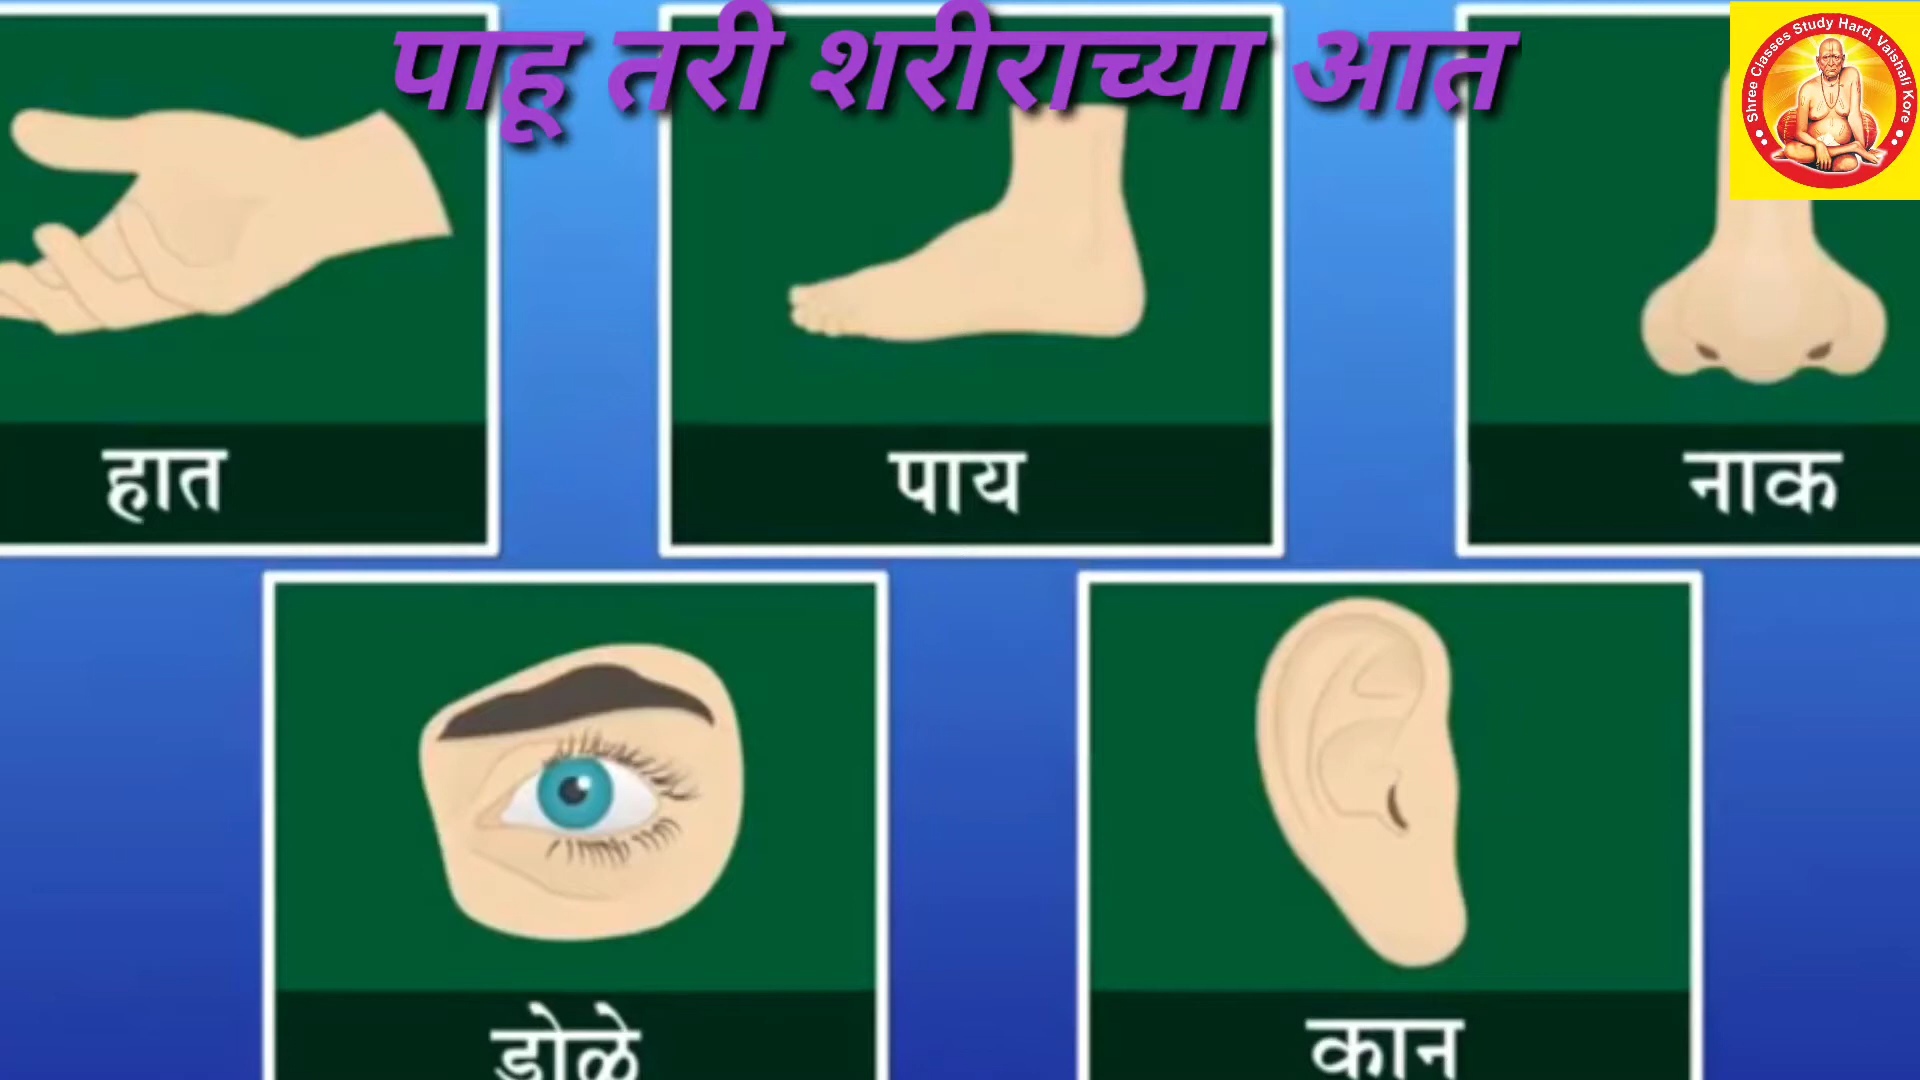 पाहू तरी शरीराच्या आत
Shree Classes Study Hard, Vaishali Kore
हात
पाय
नाक
डोळे
कान